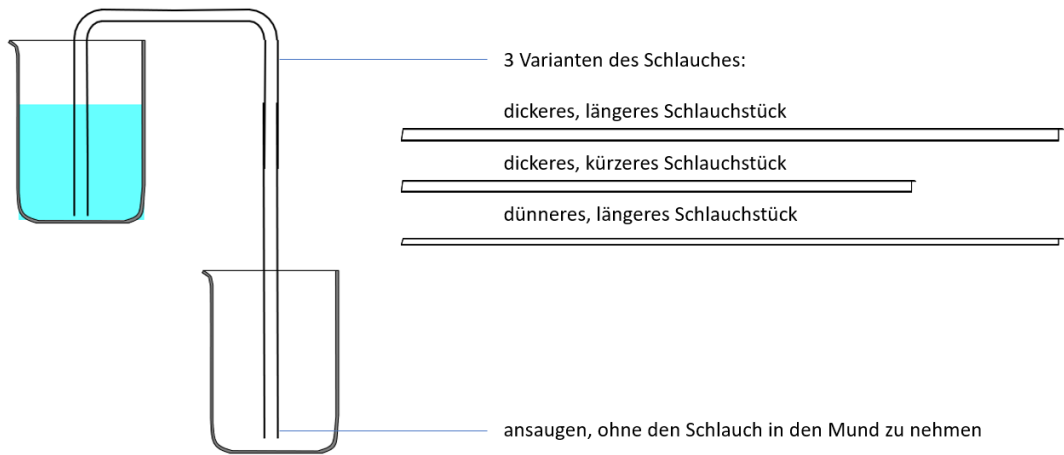 3 Varianten des Schlauches:
dickeres, längeres Schlauchstück
dickeres, kürzeres Schlauchstück
dünneres, längeres Schlauchstück
ansaugen, ohne den Schlauch in den Mund zu nehmen